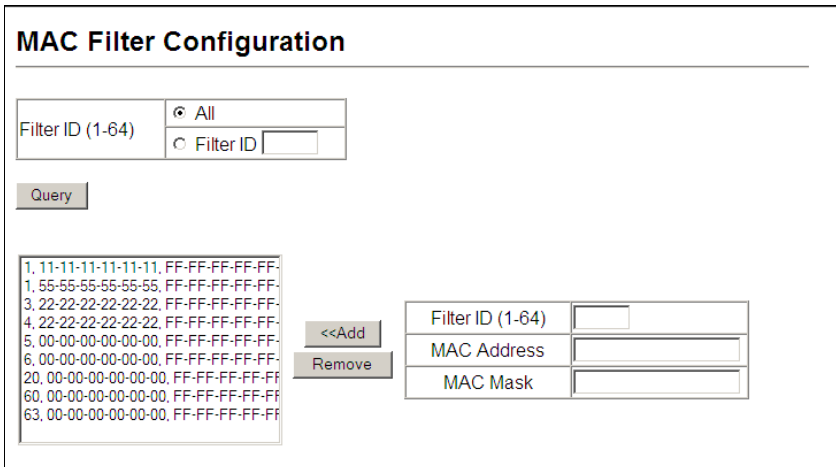 MAC Filter Configuration
Filter ID (1-64)
All
Filter ID
Query
1, 11-11-11-11-11-11, FF-FF-FF-FF-FF-
1, 55-55-55-55-55-55, FF-FF-FF-FF-FF-
3, 22-22-22-22-22-22, FF-FF-FF-FF-FF-
4, 22-22-22-22-22-22, FF-FF-FF-FF-FF-
5, 00-00-00-00-00-00, FF-FF-FF-FF-FF-
6, 00-00-00-00-00-00, FF-FF-FF-FF-FF-
20, 00-00-00-00-00-00, FF-FF-FF-FF-FF
60, 00-00-00-00-00-00, FF-FF-FF-FF-FF
63, 00-00-00-00-00-00, FF-FF-FF-FF-FF
<<Add
Remove
Filter ID (1-64)
MAC Address
MAC Mask